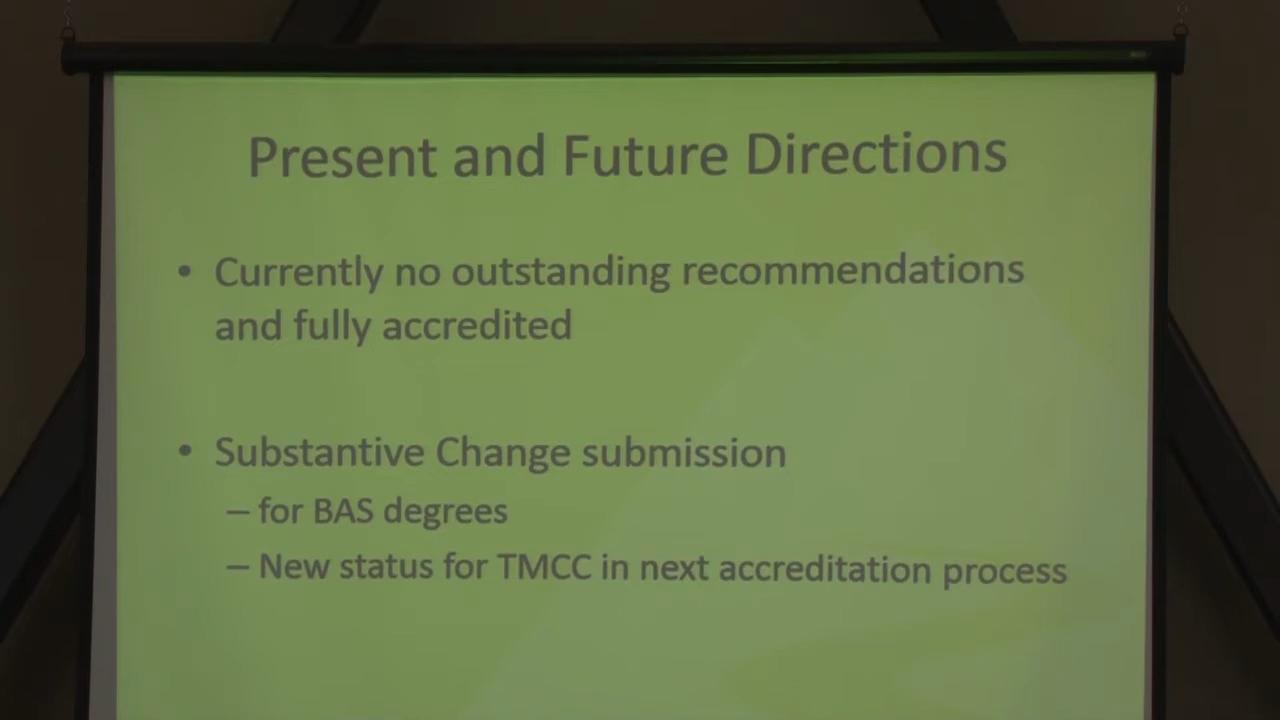 Present and Future Directions
• Currently no outstanding recommendations
and fully accredited
• Substantive Change submission
– for BAS degrees
– New status for TMCC in next accreditation process